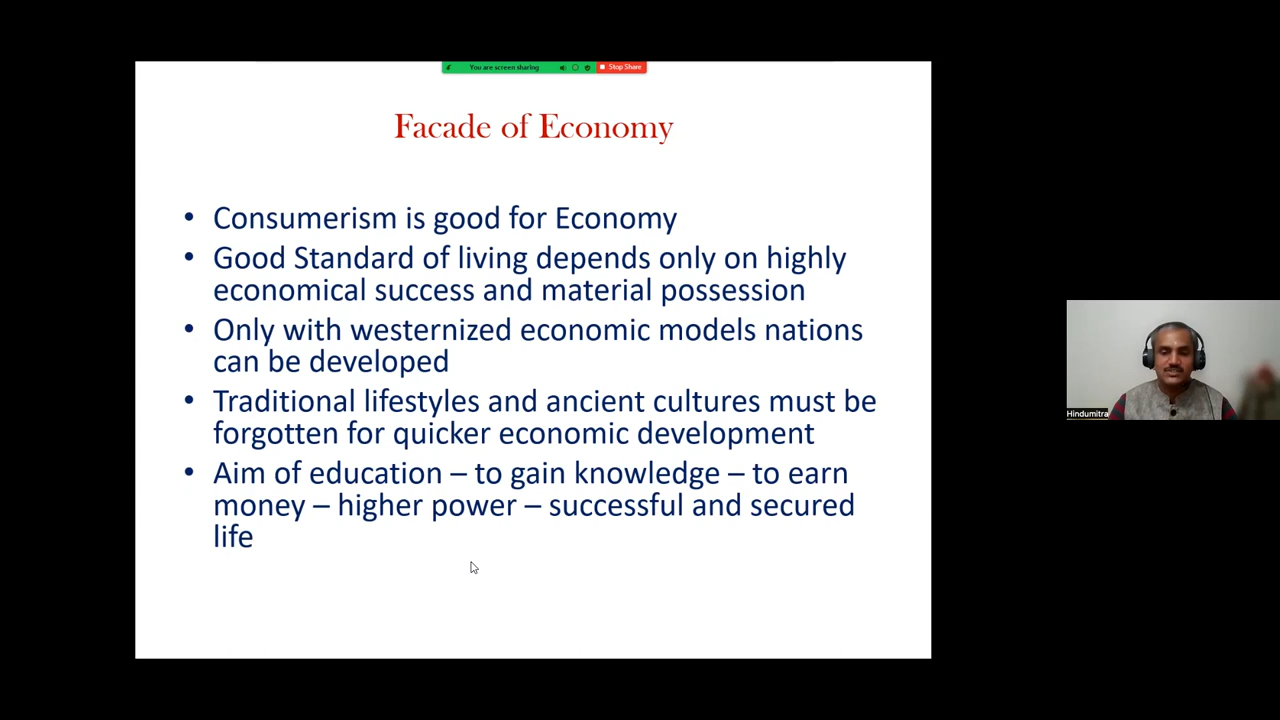 You are screen sharing
Stop Share
Facade of Economy
• Consumerism is good for Economy
• Good Standard of living depends only on highly
economical success and material possession
• Only with westernized economic models nations
can be developed
• Traditional lifestyles and ancient cultures must be
forgotten for quicker economic development
• Aim of education – to gain knowledge – to earn
money – higher power – successful and secured
life
Hindumitra